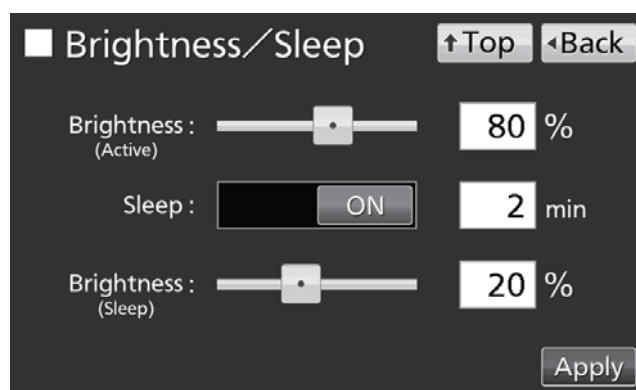 Brightness／Sleep
↑Top
◂Back
Brightness : 80 %
(Active)
Sleep : ON 2 min
Brightness : 20 %
(Sleep)
Apply